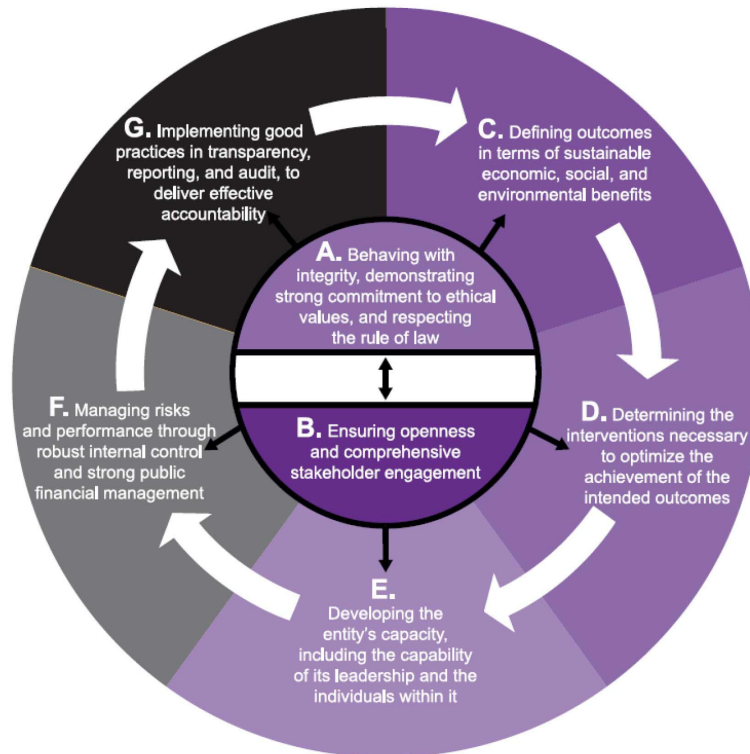 G. Implementing good
practices in transparency,
reporting, and audit, to
deliver effective
accountability
C. Defining outcomes
in terms of sustainable
economic, social, and
environmental benefits
A. Behaving with
integrity, demonstrating
strong commitment to ethical
values, and respecting
the rule of law
B. Ensuring openness
and comprehensive
stakeholder engagement
F. Managing risks
and performance through
robust internal control
and strong public
financial management
D. Determining the
interventions necessary
to optimize the
achievement of the
intended outcomes
E.
Developing the
entity's capacity,
including the capability
of its leadership and the
individuals within it